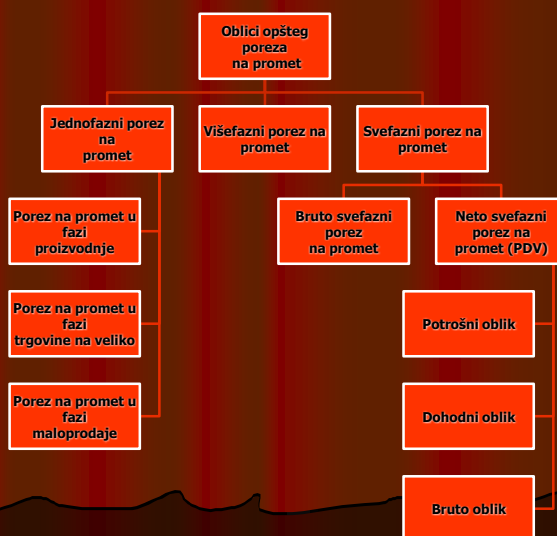 Oblici opšteg
poreza
na promet
Jednofazni porez
na
promet
Višefazni porez na
promet
Svefazni porez na
promet
Porez na promet u
fazi
proizvodnje
Porez na promet u
fazi
trgovine na veliko
Porez na promet u
fazi
maloprodaje
Bruto svefazni
porez
na promet
Neto svefazni
porez na
promet (PDV)
Potrošni oblik
Dohodni oblik
Bruto oblik